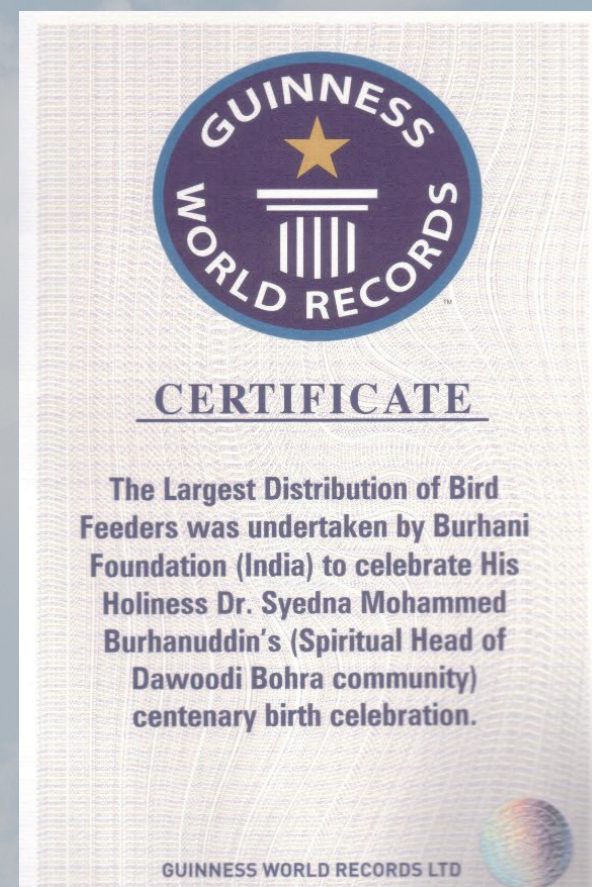 GUINNESS
WORLD RECORDS
TM
CERTIFICATE
The Largest Distribution of Bird
Feeders was undertaken by Burhani
Foundation (India) to celebrate His
Holiness Dr. Syedna Mohammed
Burhanuddin's (Spiritual Head of
Dawoodi Bohra community)
centenary birth celebration.
GUINNESS WORLD RECORDS LTD